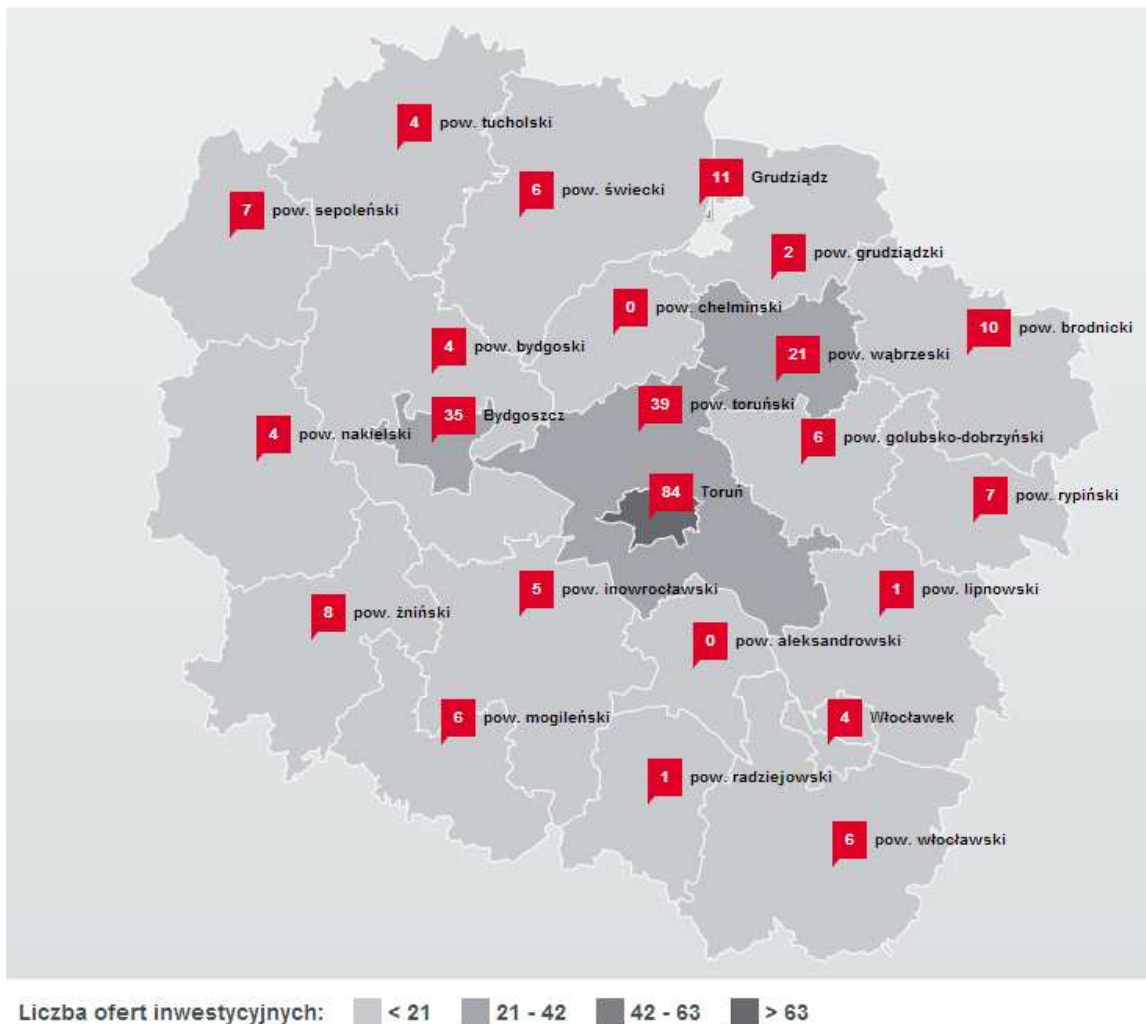 4 pow. tucholski
11 Grudziądz
6 pow. świecki
7 pow. sepoleński
2 pow. grudziądzki
0 pow. chelminski
10 pow. brodnicki
4 pow. bydgoski
21 pow. wąbrzeski
39 pow. toruński
35 Bydgoszcz
4 pow. nakielski
6 pow. golubsko-dobrzyński
84 Toruń
7 pow. rypiński
5 pow. inowrocławski
1 pow. lipnowski
8 pow. żniński
0 pow. aleksandrowski
6 pow. mogileński
4 Włocławek
1 pow. radziejowski
6 pow. włocławski
Liczba ofert inwestycyjnych: < 21 21 - 42 42 - 63 > 63